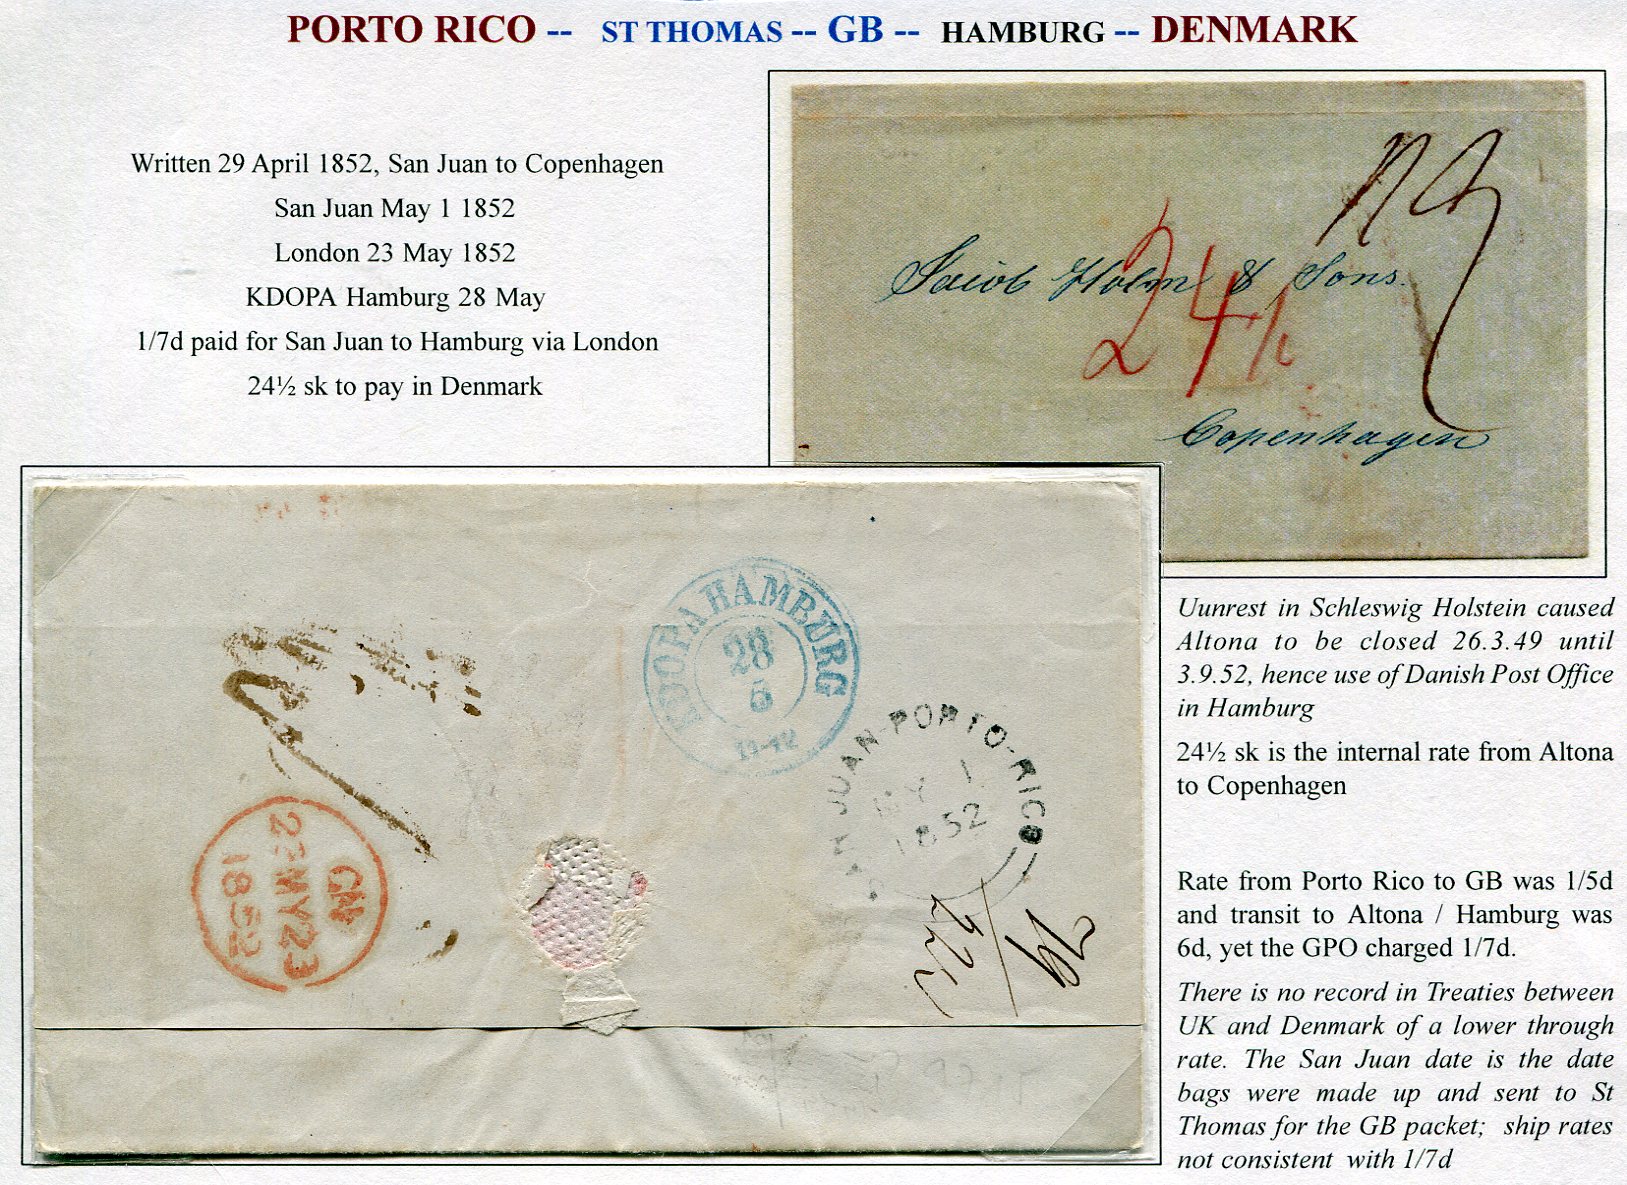 PORTO RICO -- ST THOMAS -- GB -- HAMBURG -- DENMARK
Written 29 April 1852, San Juan to Copenhagen
San Juan May 1 1852
London 23 May 1852
KDOPA Hamburg 28 May
1/7d paid for San Juan to Hamburg via London
24½ sk to pay in Denmark
Jacob Holm & Sons.
24½
Copenhagen
KDOPA HAMBURG
28
5
11-12
SAN JUAN-PORTO-RICO
MY 1
1852
MY 23
1852
Uunrest in Schleswig Holstein caused
Altona to be closed 26.3.49 until
3.9.52, hence use of Danish Post Office
in Hamburg
24½ sk is the internal rate from Altona
to Copenhagen
Rate from Porto Rico to GB was 1/5d
and transit to Altona / Hamburg was
6d, yet the GPO charged 1/7d.
There is no record in Treaties between
UK and Denmark of a lower through
rate. The San Juan date is the date
bags were made up and sent to St
Thomas for the GB packet; ship rates
not consistent with 1/7d